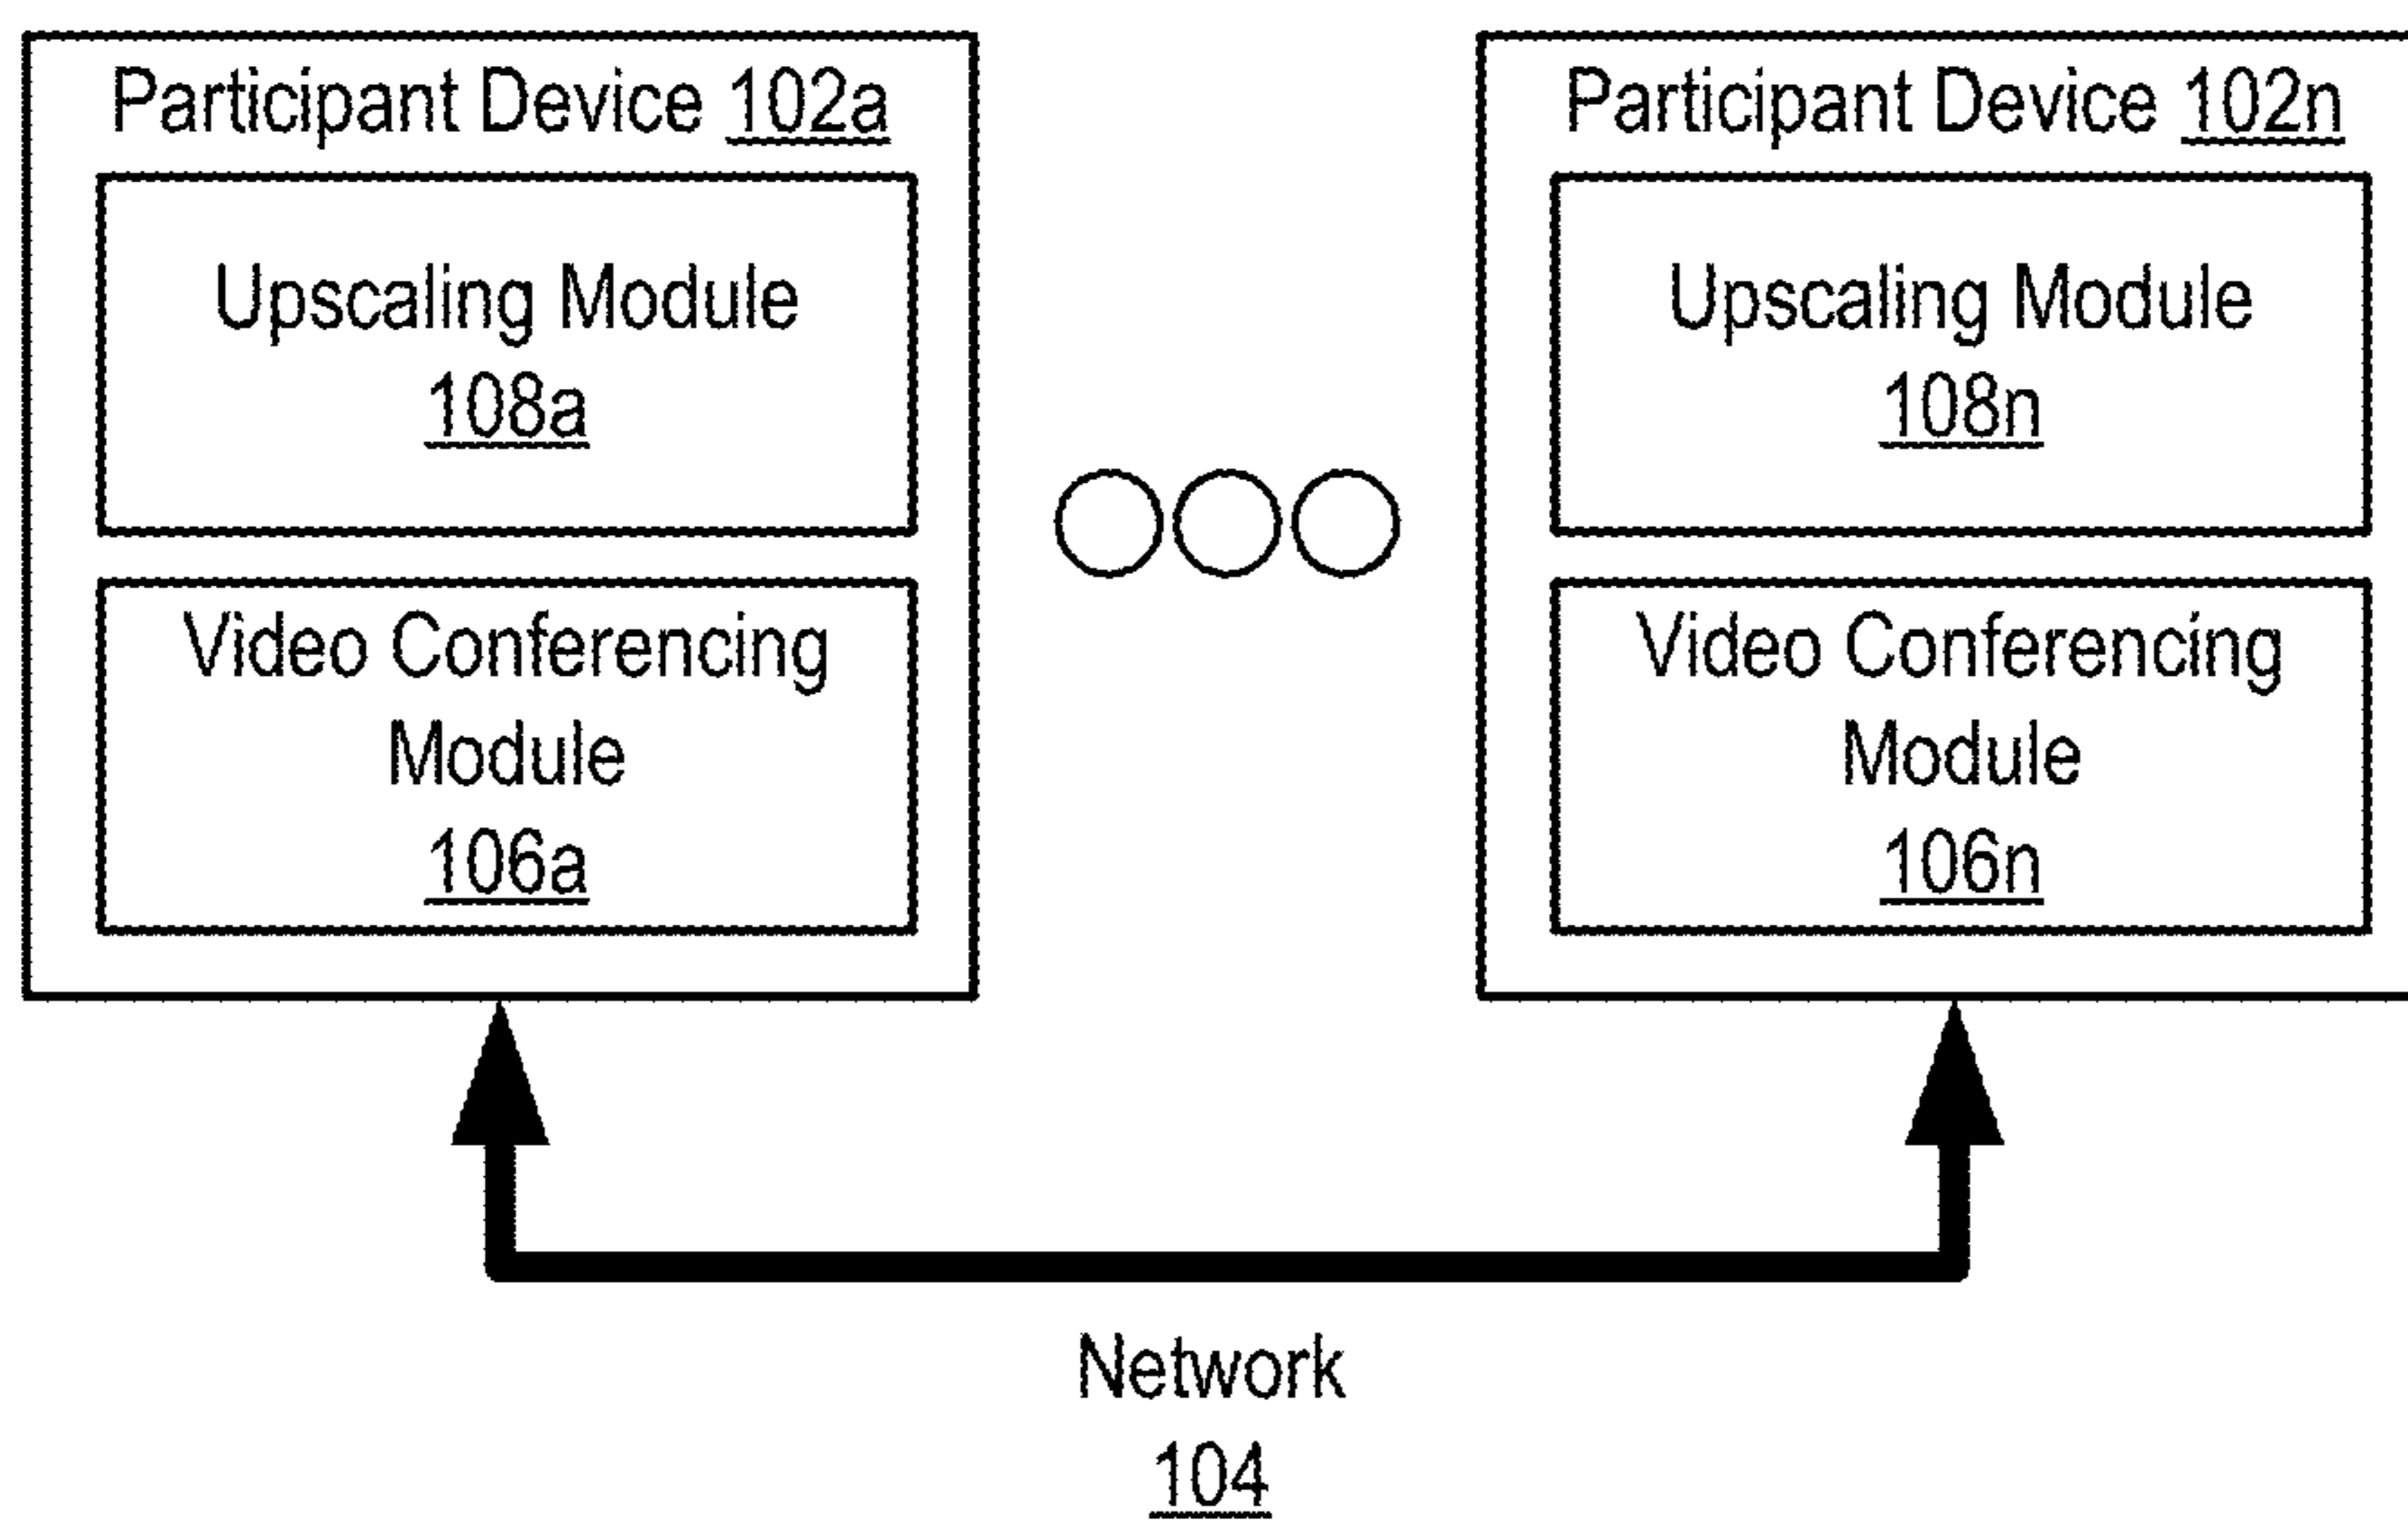 Participant Device 102a
Upscaling Module
108a
Video Conferencing
Module
106a
Participant Device 102n
Upscaling Module
108n
Video Conferencing
Module
106n
Network
104